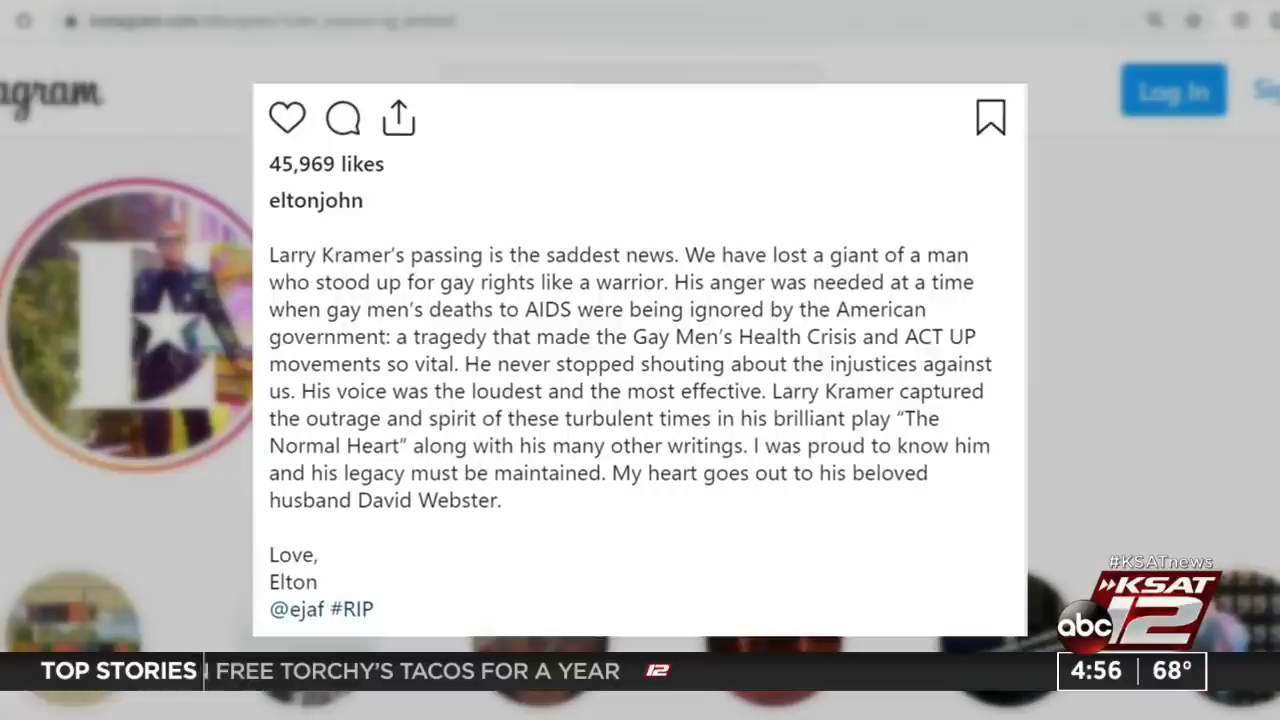 agram
Log In
45,969 likes
eltonjohn
Larry Kramer’s passing is the saddest news. We have lost a giant of a man
who stood up for gay rights like a warrior. His anger was needed at a time
when gay men’s deaths to AIDS were being ignored by the American
government: a tragedy that made the Gay Men’s Health Crisis and ACT UP
movements so vital. He never stopped shouting about the injustices against
us. His voice was the loudest and the most effective. Larry Kramer captured
the outrage and spirit of these turbulent times in his brilliant play “The
Normal Heart” along with his many other writings. I was proud to know him
and his legacy must be maintained. My heart goes out to his beloved
husband David Webster.
Love,
Elton
@ejaf #RIP
#KSATnews
KSAT
abc 12
TOP STORIES FREE TORCHY’S TACOS FOR A YEAR 12
4:56 68°